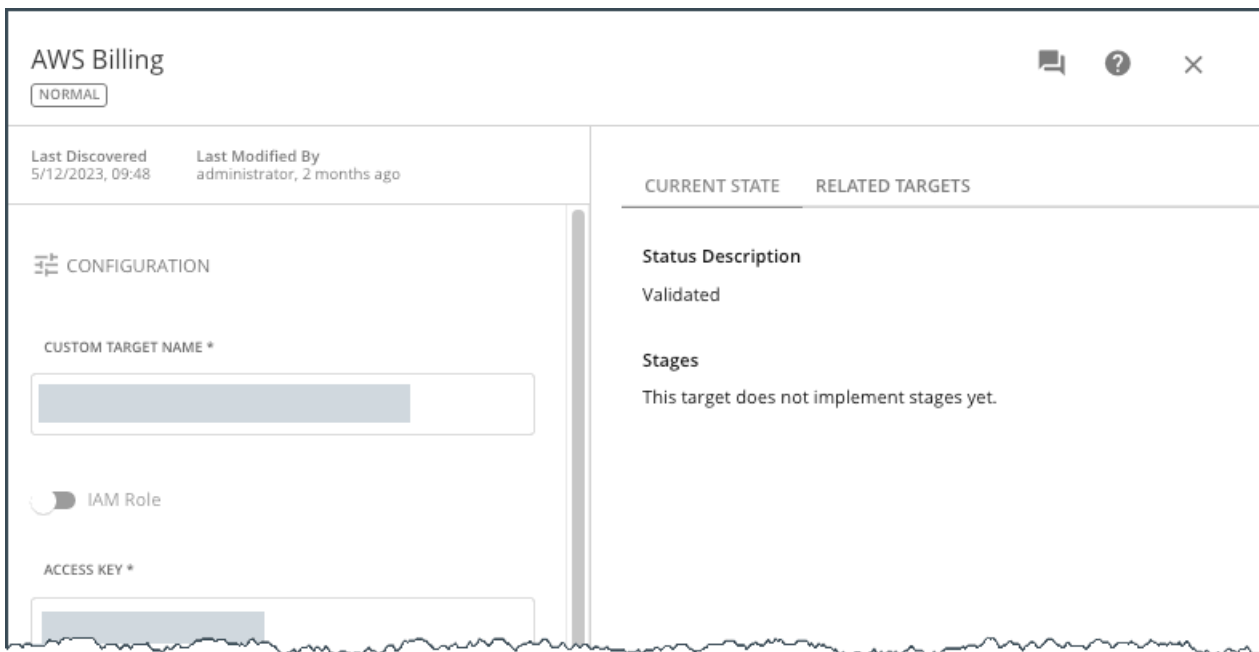 AWS Billing
NORMAL
Last Discovered
5/12/2023, 09:48
Last Modified By
administrator, 2 months ago
CONFIGURATION
CUSTOM TARGET NAME *
IAM Role
ACCESS KEY *
CURRENT STATE
RELATED TARGETS
Status Description
Validated
Stages
This target does not implement stages yet.